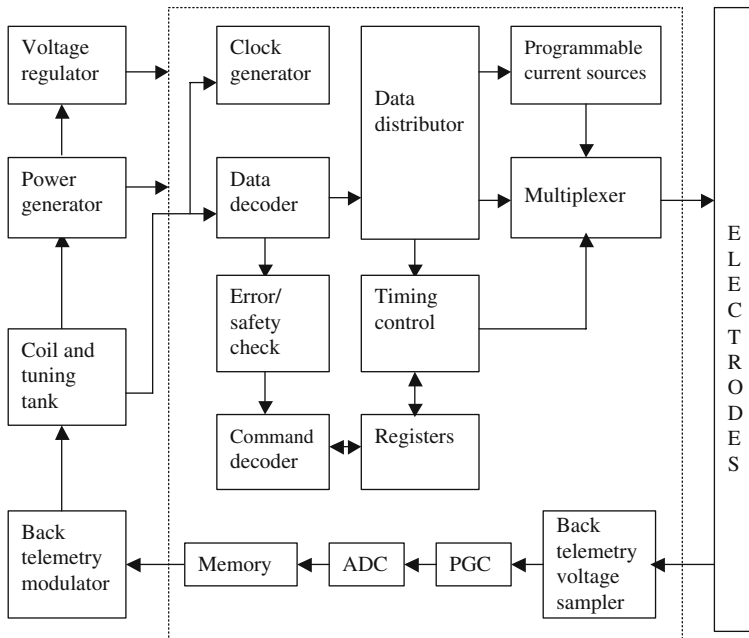 Voltage
regulator
Clock
generator
Data
distributor
Programmable
current sources
Power
generator
Data
decoder
Multiplexer
Coil and
tuning
tank
Error/
safety
check
Timing
control
Command
decoder
Registers
Back
telemetry
modulator
Memory
ADC
PGC
Back
telemetry
voltage
sampler
E
L
E
C
T
R
O
D
E
S